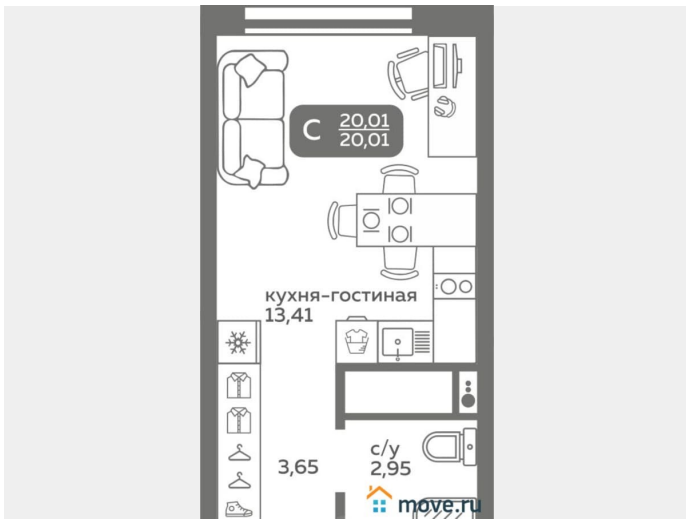 С 20,01
20,01
кухня-гостиная
13,41
3,65
с/у
2,95
move.ru